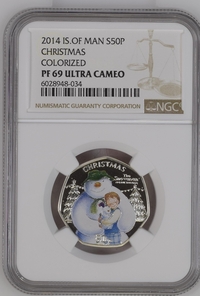 2014 IS.OF MAN S50P
CHRISTMAS
COLORIZED
PF 69 ULTRA CAMEO
6028948-034
NUMISMATIC GUARANTY CORPORATION
NGC
CHRISTMAS